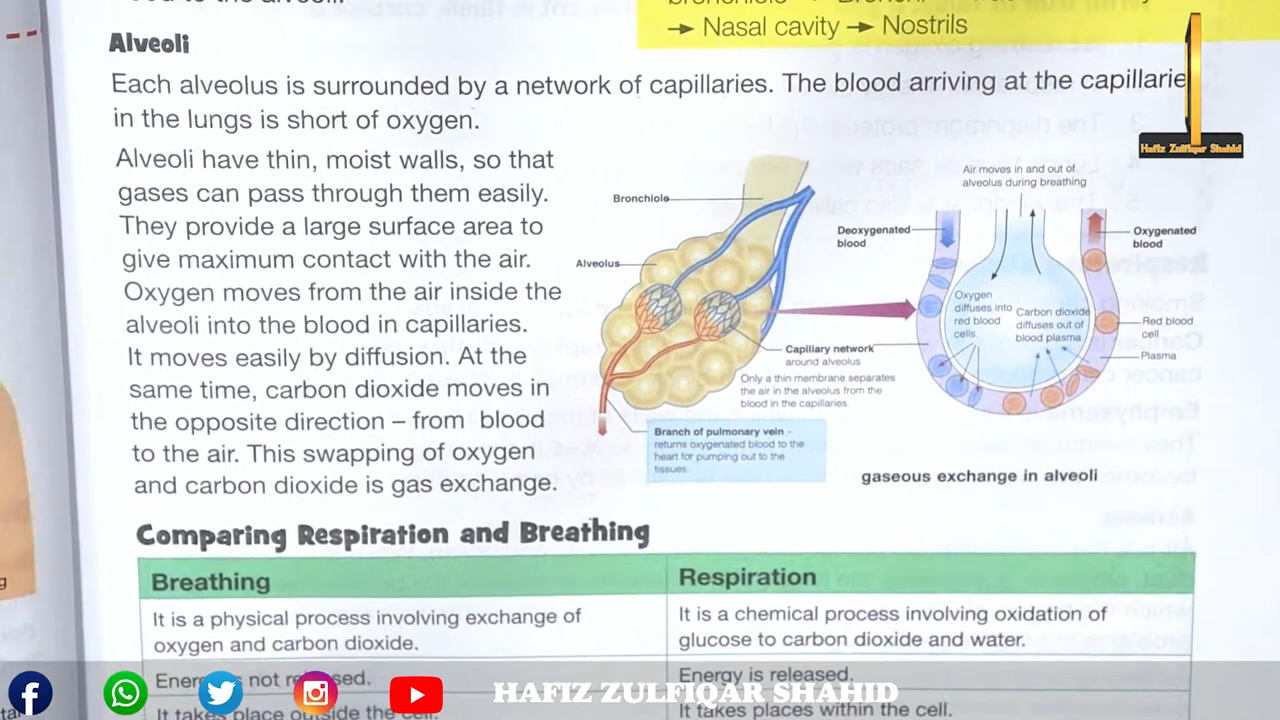 → Nasal cavity → Nostrils
Alveoli
Each alveolus is surrounded by a network of capillaries. The blood arriving at the capillarie
in the lungs is short of oxygen.
Alveoli have thin, moist walls, so that
gases can pass through them easily.
They provide a large surface area to
give maximum contact with the air.
Oxygen moves from the air inside the
alveoli into the blood in capillaries.
It moves easily by diffusion. At the
same time, carbon dioxide moves in
the opposite direction – from blood
to the air. This swapping of oxygen
and carbon dioxide is gas exchange.
Hafiz Zulfiqar Shahid
Bronchiole
Alveolus
Capillary network
around alveolus
Only a thin membrane separates
the air in the alveolus from the
blood in the capillaries.
Branch of pulmonary vein –
returns oxygenated blood to the
heart for pumping out to the
tissues.
Air moves in and out of
alveolus during breathing
Deoxygenated
blood
Oxygenated
blood
Oxygen
diffuses into
red blood
cells.
Carbon dioxide
diffuses out of
blood plasma.
Red blood
cell
Plasma
gaseous exchange in alveoli
Comparing Respiration and Breathing
Breathing
Respiration
It is a physical process involving exchange of
oxygen and carbon dioxide.
It is a chemical process involving oxidation of
glucose to carbon dioxide and water.
not
Energy is released.
It takes place outside the cell.
It takes places within the cell.
HAFIZ ZULFIQAR SHAHID